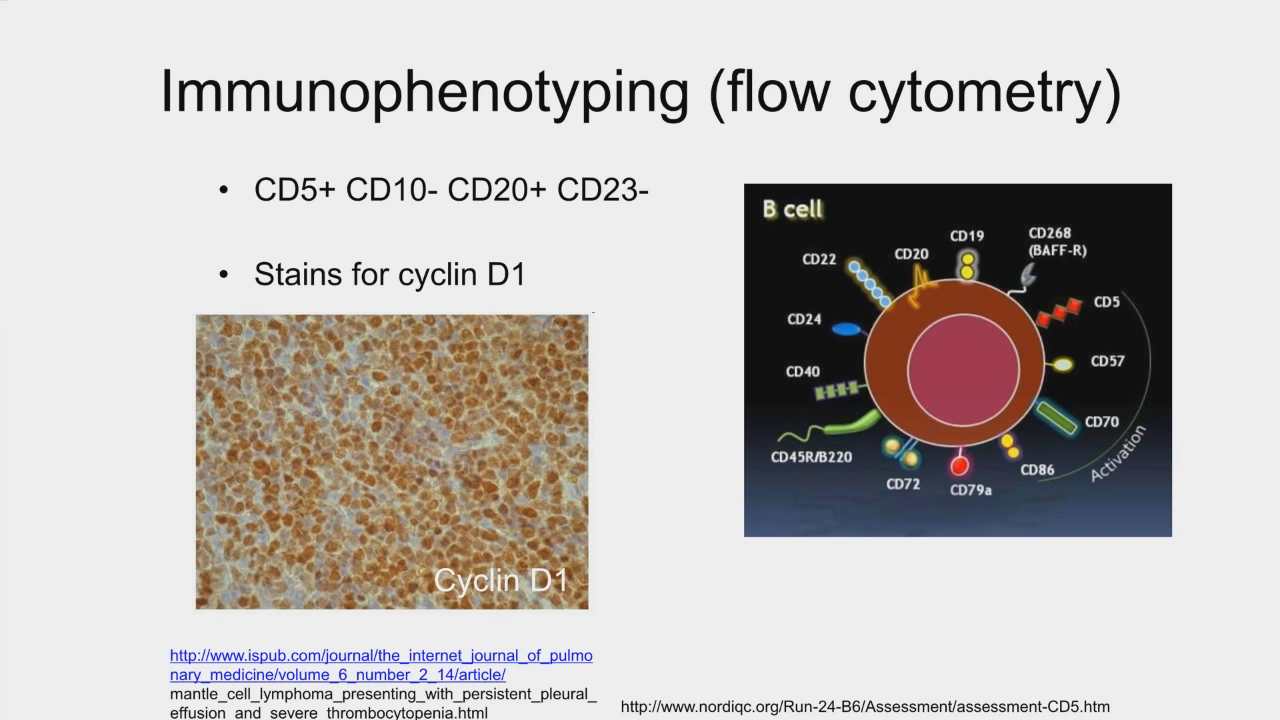 Immunophenotyping (flow cytometry)
• CD5+ CD10- CD20+ CD23-
• Stains for cyclin D1
Cyclin D1
http://www.ispub.com/journal/the_internet_journal_of_pulmo
nary_medicine/volume_6_number_2_14/article/
mantle_cell_lymphoma_presenting_with_persistent_pleural_
effusion_and_severe_thrombocytopenia.html
B cell
CD19
CD268
(BAFF-R)
CD20
CD22
CD5
CD24
CD57
CD40
CD70
CD45R/B220
CD86
CD72
CD79a
Activation
http://www.nordiqc.org/Run-24-B6/Assessment/assessment-CD5.htm